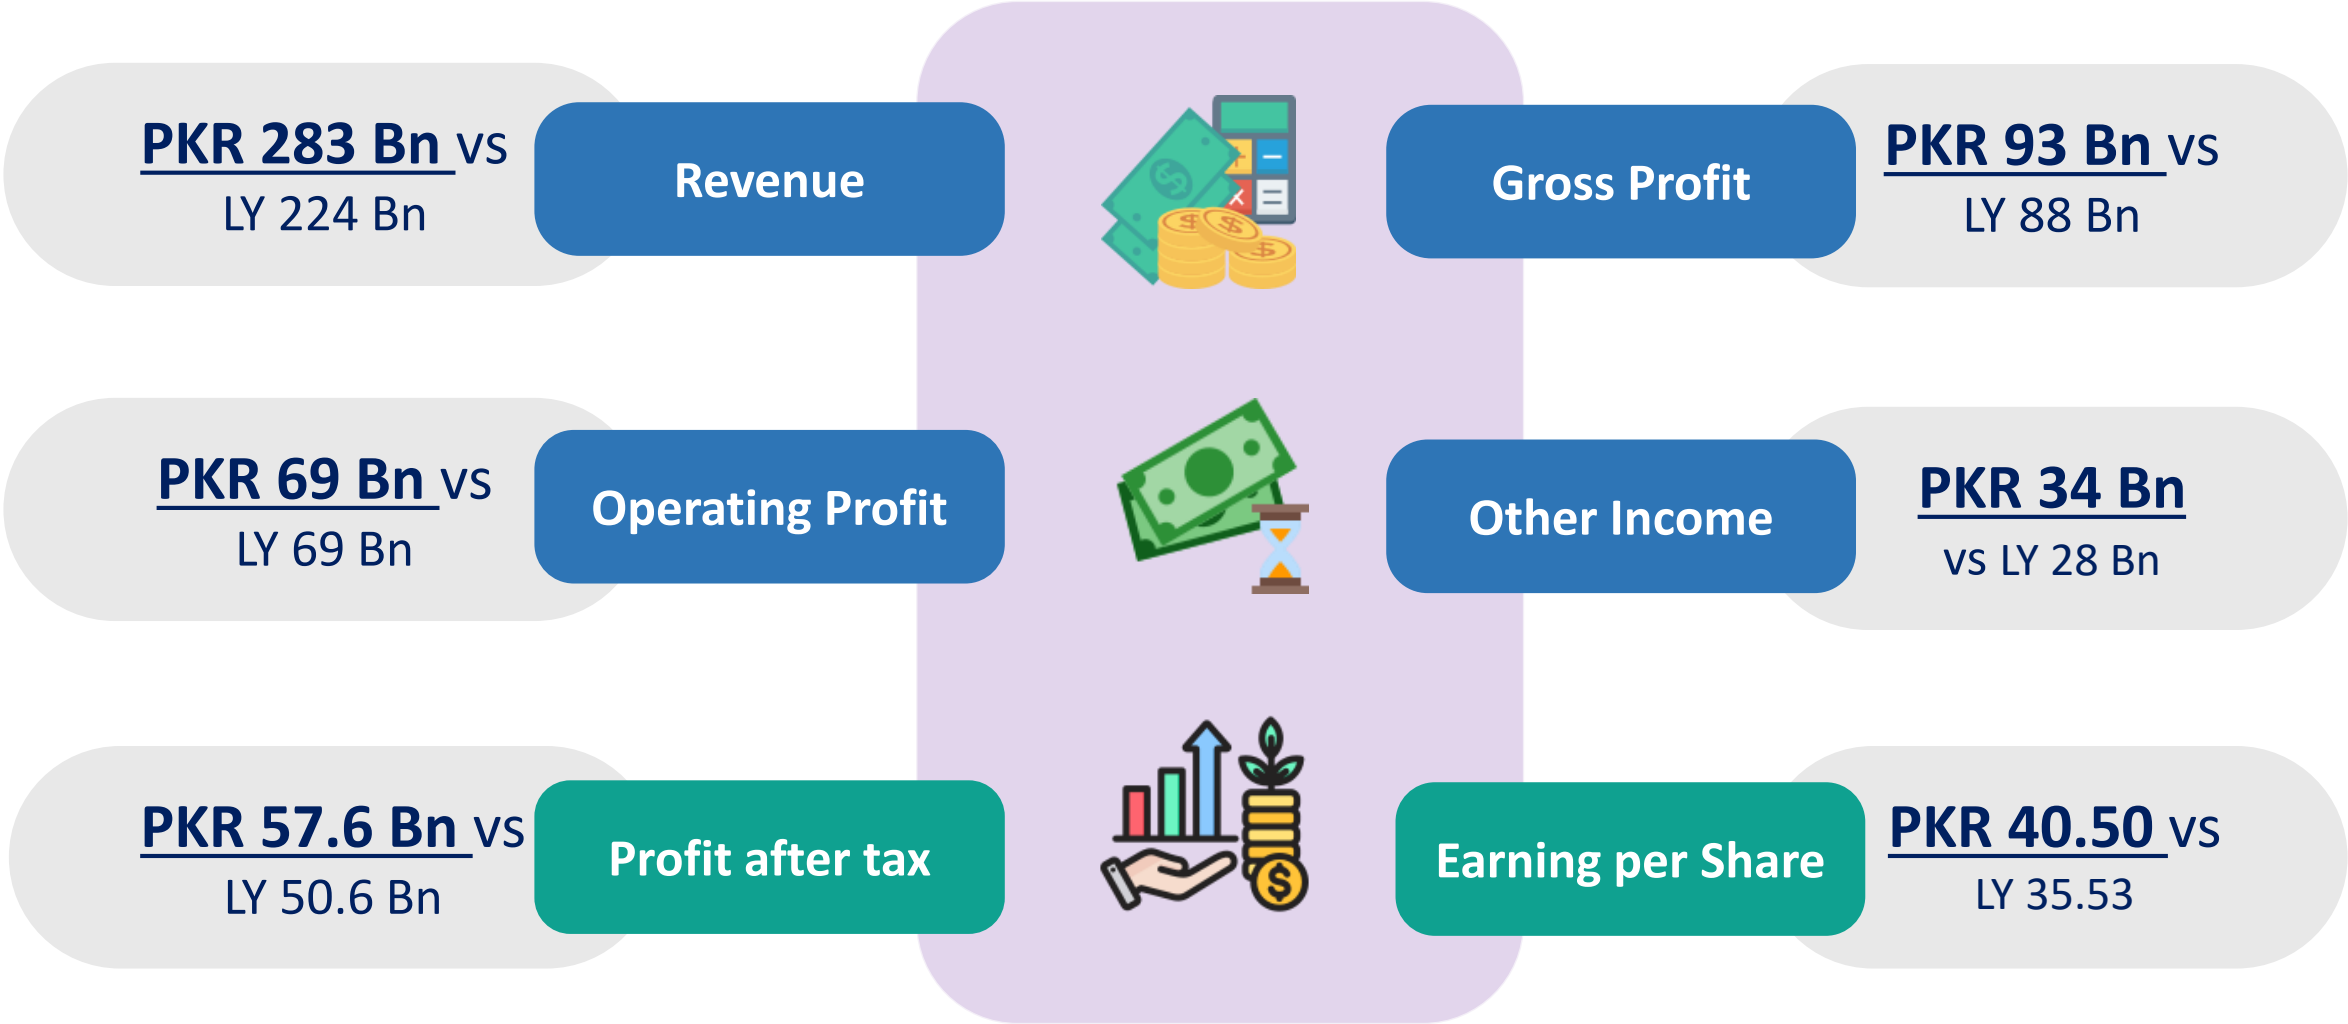 PKR 283 Bn vs
LY 224 Bn
Revenue
Gross Profit
PKR 93 Bn vs
LY 88 Bn
PKR 69 Bn vs
LY 69 Bn
Operating Profit
Other Income
PKR 34 Bn
vs LY 28 Bn
PKR 57.6 Bn vs
LY 50.6 Bn
Profit after tax
Earning per Share
PKR 40.50 vs
LY 35.53